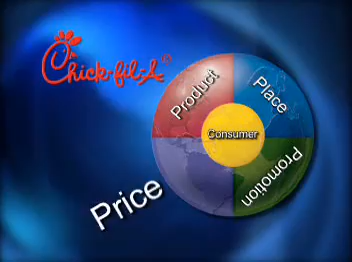 Chick-fil-A®
Product
Place
Consumer
Promotion
Price